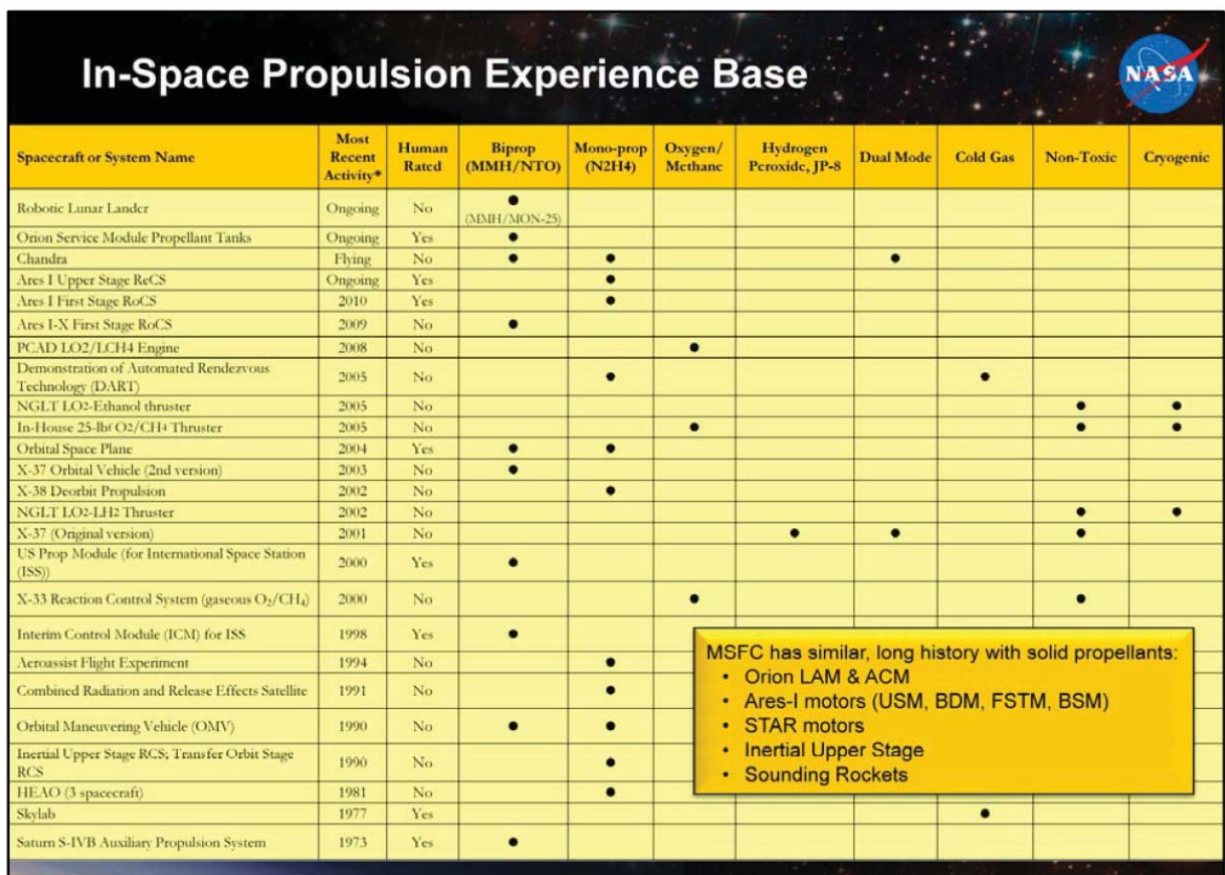 In-Space Propulsion Experience Base
NASA
Spacecraft or System Name | Most Recent Activity* | Human Rated | Biprop (MMH/NTO) | Mono-prop (N2H4) | Oxygen/ Methane | Hydrogen Peroxide, JP-8 | Dual Mode | Cold Gas | Non-Toxic | Cryogenic
Robotic Lunar Lander | Ongoing | No | ● (MMH/MON-25) | | | | | | |
Orion Service Module Propellant Tanks | Ongoing | Yes | ● | | | | | | |
Chandra | Flying | No | ● | ● | | | ● | | |
Ares I Upper Stage ReCS | Ongoing | Yes | | ● | | | | | |
Ares I First Stage RoCS | 2010 | Yes | | ● | | | | | |
Ares I-X First Stage RoCS | 2009 | No | ● | | | | | | |
PCAD LO2/LCH4 Engine | 2008 | No | | | ● | | | | |
Demonstration of Automated Rendezvous Technology (DART) | 2005 | No | | ● | | | | ● | |
NGLT LO2-Ethanol thruster | 2005 | No | | | | | | | ● | ●
In-House 25-lbf O2/CH4 Thruster | 2005 | No | | | ● | | | | ● | ●
Orbital Space Plane | 2004 | Yes | ● | ● | | | | | |
X-37 Orbital Vehicle (2nd version) | 2003 | No | ● | | | | | | |
X-38 Deorbit Propulsion | 2002 | No | | ● | | | | | |
NGLT LO2-LH2 Thruster | 2002 | No | | | | | | | ● | ●
X-37 (Original version) | 2001 | No | | | | ● | ● | | ● |
US Prop Module (for International Space Station (ISS)) | 2000 | Yes | ● | | | | | | |
X-33 Reaction Control System (gaseous O₂/CH₄) | 2000 | No | | | ● | | | | ● |
Interim Control Module (ICM) for ISS | 1998 | Yes | ● | | | | | | |
Aeroassist Flight Experiment | 1994 | No | | ● | | | | | |
Combined Radiation and Release Effects Satellite | 1991 | No | | ● | | | | | |
Orbital Maneuvering Vehicle (OMV) | 1990 | No | ● | ● | | | | | |
Inertial Upper Stage RCS; Transfer Orbit Stage RCS | 1990 | No | | ● | | | | | |
HEAO (3 spacecraft) | 1981 | No | | ● | | | | | |
Skylab | 1977 | Yes | | | | | | ● | |
Saturn S-IVB Auxiliary Propulsion System | 1973 | Yes | ● | | | | | | |
MSFC has similar, long history with solid propellants:
• Orion LAM & ACM
• Ares-I motors (USM, BDM, FSTM, BSM)
• STAR motors
• Inertial Upper Stage
• Sounding Rockets